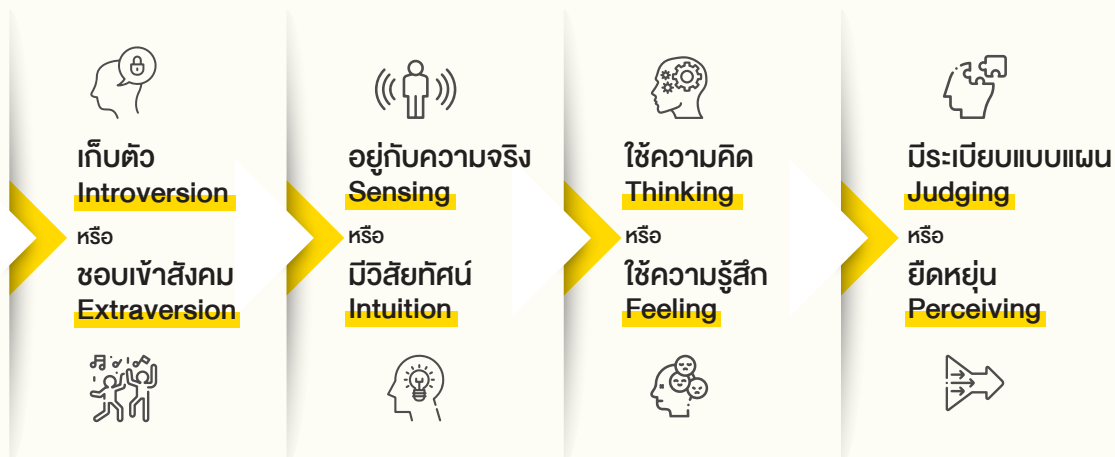 เก็บตัว
Introversion
หรือ
ชอบเข้าสังคม
Extraversion
อยู่กับความจริง
Sensing
หรือ
มีวิสัยทัศน์
Intuition
ใช้ความคิด
Thinking
หรือ
ใช้ความรู้สึก
Feeling
มีระเบียบแบบแผน
Judging
หรือ
ยืดหยุ่น
Perceiving